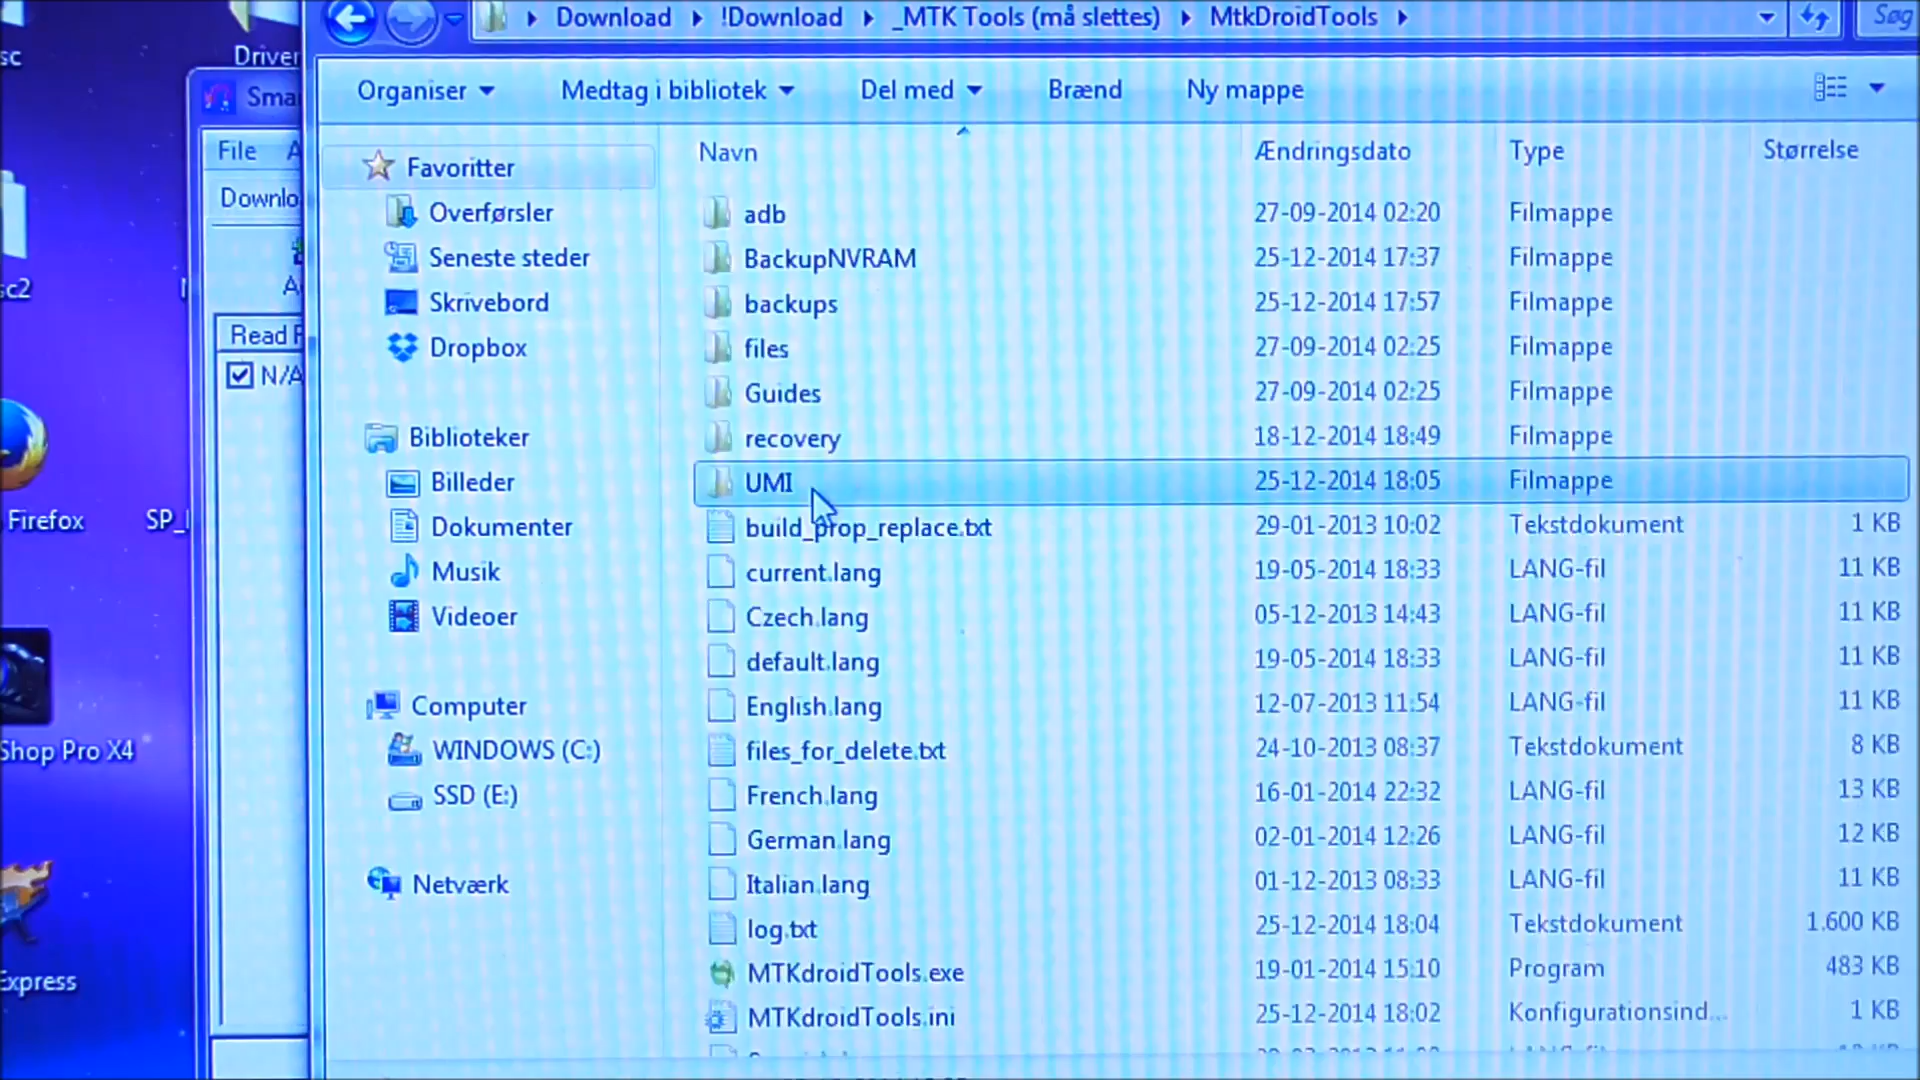 Download !Download _MTK Tools (må slettes) MtkDroidTools
Søg
Organiser Medtag i bibliotek Del med Brænd Ny mappe
Navn Ændringsdato Type Størrelse
Favoritter
Overførsler
Seneste steder
Skrivebord
Dropbox
Biblioteker
Billeder
Dokumenter
Musik
Videoer
Computer
WINDOWS (C:)
SSD (E:)
Netværk
adb 27-09-2014 02:20 Filmappe
BackupNVRAM 25-12-2014 17:37 Filmappe
backups 25-12-2014 17:57 Filmappe
files 27-09-2014 02:25 Filmappe
Guides 27-09-2014 02:25 Filmappe
recovery 18-12-2014 18:49 Filmappe
UMI 25-12-2014 18:05 Filmappe
build_prop_replace.txt 29-01-2013 10:02 Tekstdokument 1 KB
current.lang 19-05-2014 18:33 LANG-fil 11 KB
Czech.lang 05-12-2013 14:43 LANG-fil 11 KB
default.lang 19-05-2014 18:33 LANG-fil 11 KB
English.lang 12-07-2013 11:54 LANG-fil 11 KB
files_for_delete.txt 24-10-2013 08:37 Tekstdokument 8 KB
French.lang 16-01-2014 22:32 LANG-fil 13 KB
German.lang 02-01-2014 12:26 LANG-fil 12 KB
Italian.lang 01-12-2013 08:33 LANG-fil 11 KB
log.txt 25-12-2014 18:04 Tekstdokument 1.600 KB
MTKdroidTools.exe 19-01-2014 15:10 Program 483 KB
MTKdroidTools.ini 25-12-2014 18:02 Konfigurationsind... 1 KB
Driver
Sma
File A
Downlo
A
Read
N/A
sc
sc2
Firefox
SP_
Shop Pro X4
Express